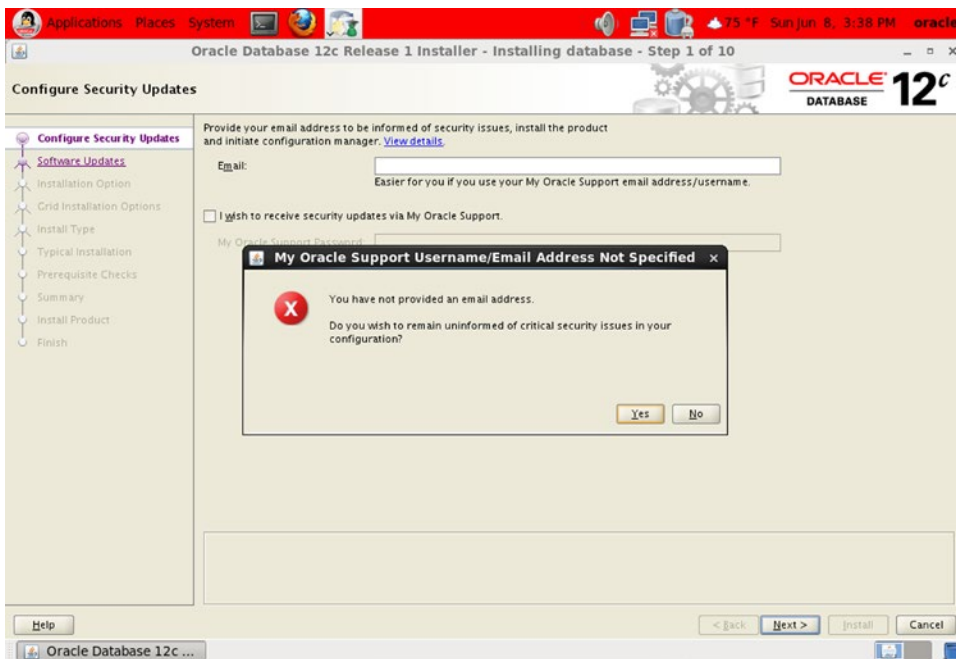 Applications Places System 75 °F Sun Jun 8, 3:38 PM oracle
Oracle Database 12c Release 1 Installer - Installing database - Step 1 of 10
Configure Security Updates
ORACLE DATABASE 12c
Configure Security Updates
Software Updates
Installation Option
Grid Installation Options
Install Type
Typical Installation
Prerequisite Checks
Summary
Install Product
Finish
Provide your email address to be informed of security issues, install the product
and initiate configuration manager. View details.
Email:
Easier for you if you use your My Oracle Support email address/username.
I wish to receive security updates via My Oracle Support.
My Oracle Support Password:
My Oracle Support Username/Email Address Not Specified
You have not provided an email address.
Do you wish to remain uninformed of critical security issues in your
configuration?
Yes No
Help < Back Next > Install Cancel
Oracle Database 12c ...